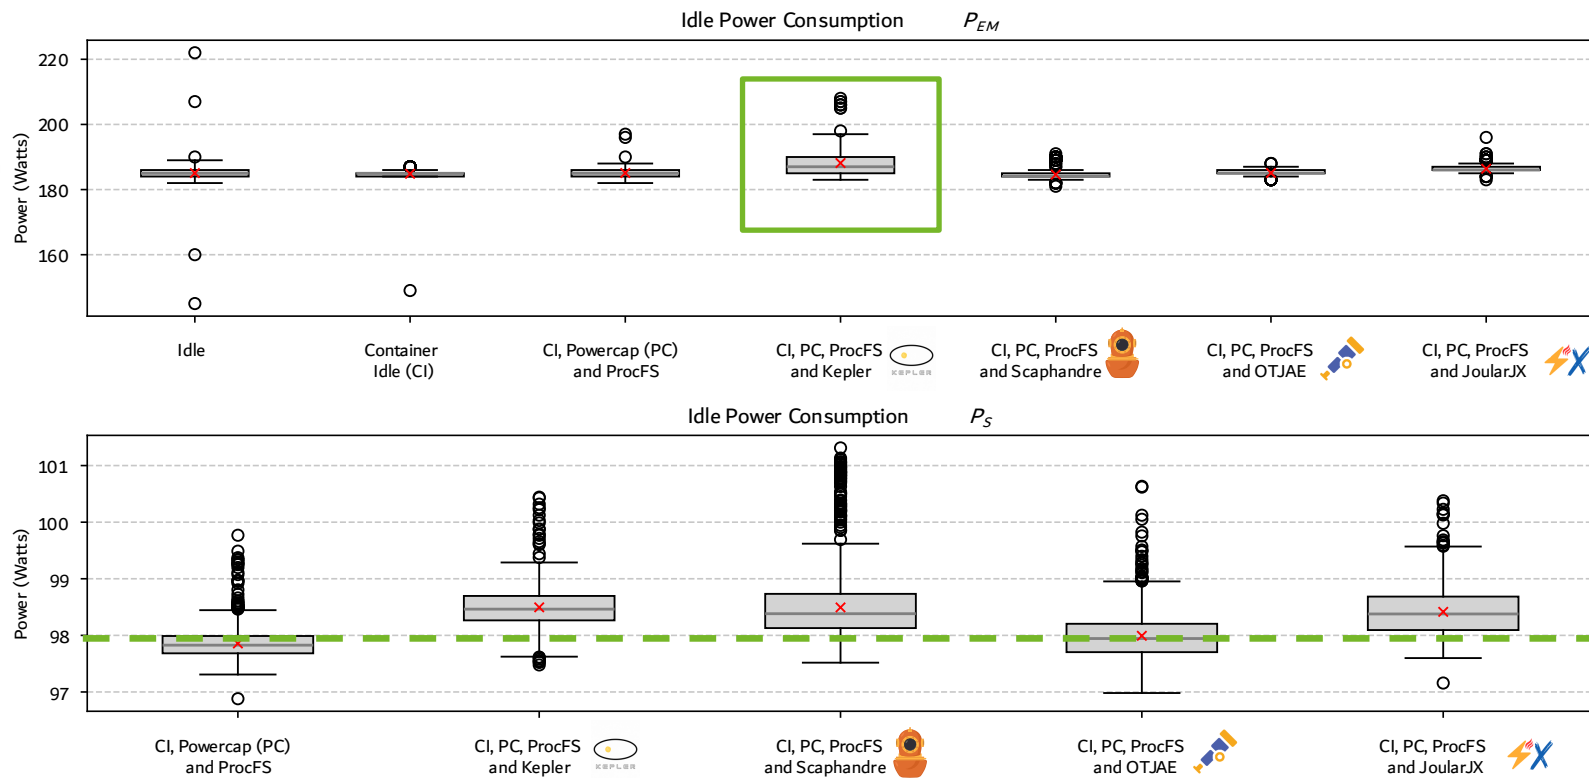 Idle Power Consumption P_EM
Power (Watts)
220
200
180
160
Idle
Container
Idle (CI)
CI, Powercap (PC)
and ProcFS
CI, PC, ProcFS
and Kepler
KEPLER
CI, PC, ProcFS
and Scaphandre
CI, PC, ProcFS
and OTJAE
CI, PC, ProcFS
and JoularJX
Idle Power Consumption P_S
Power (Watts)
101
100
99
98
97
CI, Powercap (PC)
and ProcFS
CI, PC, ProcFS
and Kepler
KEPLER
CI, PC, ProcFS
and Scaphandre
CI, PC, ProcFS
and OTJAE
CI, PC, ProcFS
and JoularJX